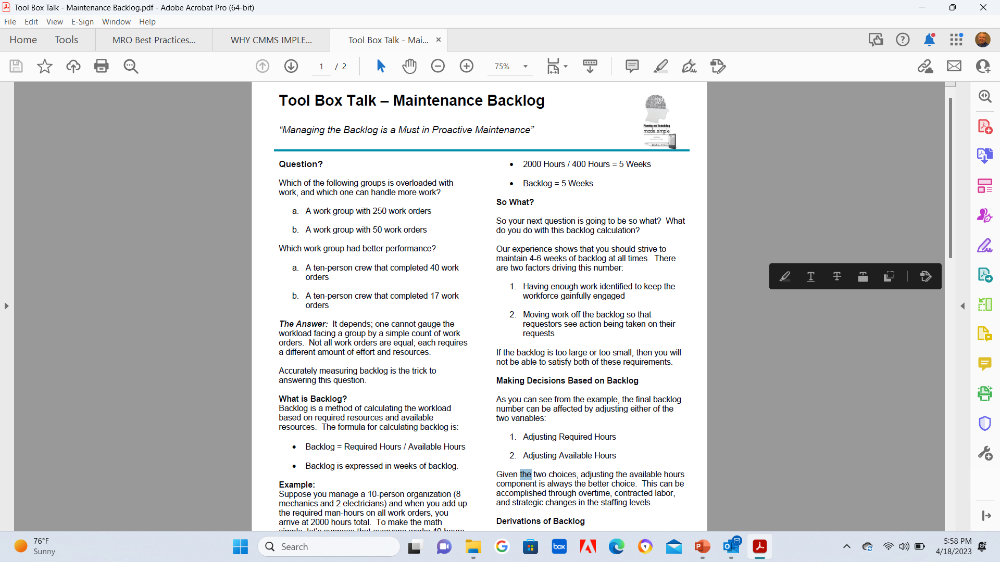 Tool Box Talk - Maintenance Backlog.pdf - Adobe Acrobat Pro (64-bit)
File Edit View E-Sign Window Help
Home Tools MRO Best Practices... WHY CMMS IMPLE... Tool Box Talk - Mai...
1 / 2 75%
Tool Box Talk – Maintenance Backlog
MRO
“Managing the Backlog is a Must in Proactive Maintenance”
Planning and Scheduling
made simple
Question?
Which of the following groups is overloaded with
work, and which one can handle more work?
a. A work group with 250 work orders
b. A work group with 50 work orders
Which work group had better performance?
a. A ten-person crew that completed 40 work
orders
b. A ten-person crew that completed 17 work
orders
The Answer: It depends; one cannot gauge the
workload facing a group by a simple count of work
orders. Not all work orders are equal; each requires
a different amount of effort and resources.
Accurately measuring backlog is the trick to
answering this question.
What is Backlog?
Backlog is a method of calculating the workload
based on required resources and available
resources. The formula for calculating backlog is:
• Backlog = Required Hours / Available Hours
• Backlog is expressed in weeks of backlog.
Example:
Suppose you manage a 10-person organization (8
mechanics and 2 electricians) and when you add up
the required man-hours on all work orders, you
arrive at 2000 hours total. To make the math
simple, let's suppose that everyone works 40 hours
• 2000 Hours / 400 Hours = 5 Weeks
• Backlog = 5 Weeks
So What?
So your next question is going to be so what? What
do you do with this backlog calculation?
Our experience shows that you should strive to
maintain 4-6 weeks of backlog at all times. There
are two factors driving this number:
1. Having enough work identified to keep the
workforce gainfully engaged
2. Moving work off the backlog so that
requestors see action being taken on their
requests
If the backlog is too large or too small, then you will
not be able to satisfy both of these requirements.
Making Decisions Based on Backlog
As you can see from the example, the final backlog
number can be affected by adjusting either of the
two variables:
1. Adjusting Required Hours
2. Adjusting Available Hours
Given the two choices, adjusting the available hours
component is always the better choice. This can be
accomplished through overtime, contracted labor,
and strategic changes in the staffing levels.
Derivations of Backlog
76°F
Sunny
Search
box
5:58 PM
4/18/2023